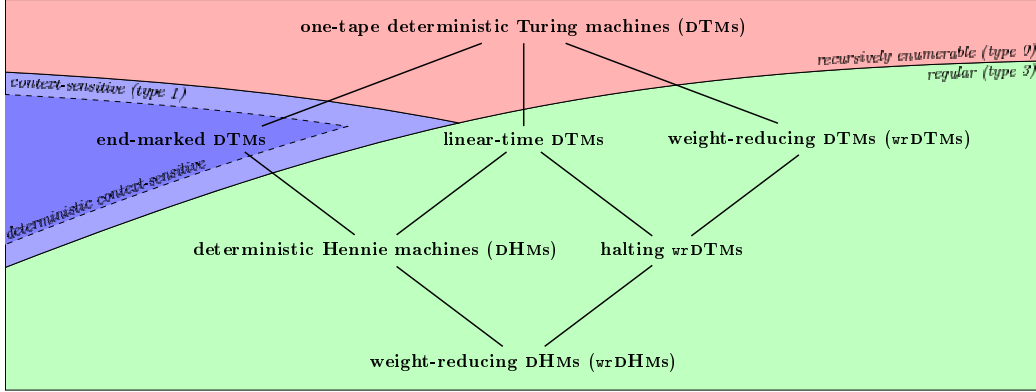 one-tape deterministic Turing machines (DTMs)
recursively enumerable (type 0)
regular (type 3)
context-sensitive (type 1)
end-marked DTMs
linear-time DTMs
weight-reducing DTMs (wrDTMs)
deterministic context-sensitive
deterministic Hennie machines (DHMs)
halting wrDTMs
weight-reducing DHMs (wrDHMs)